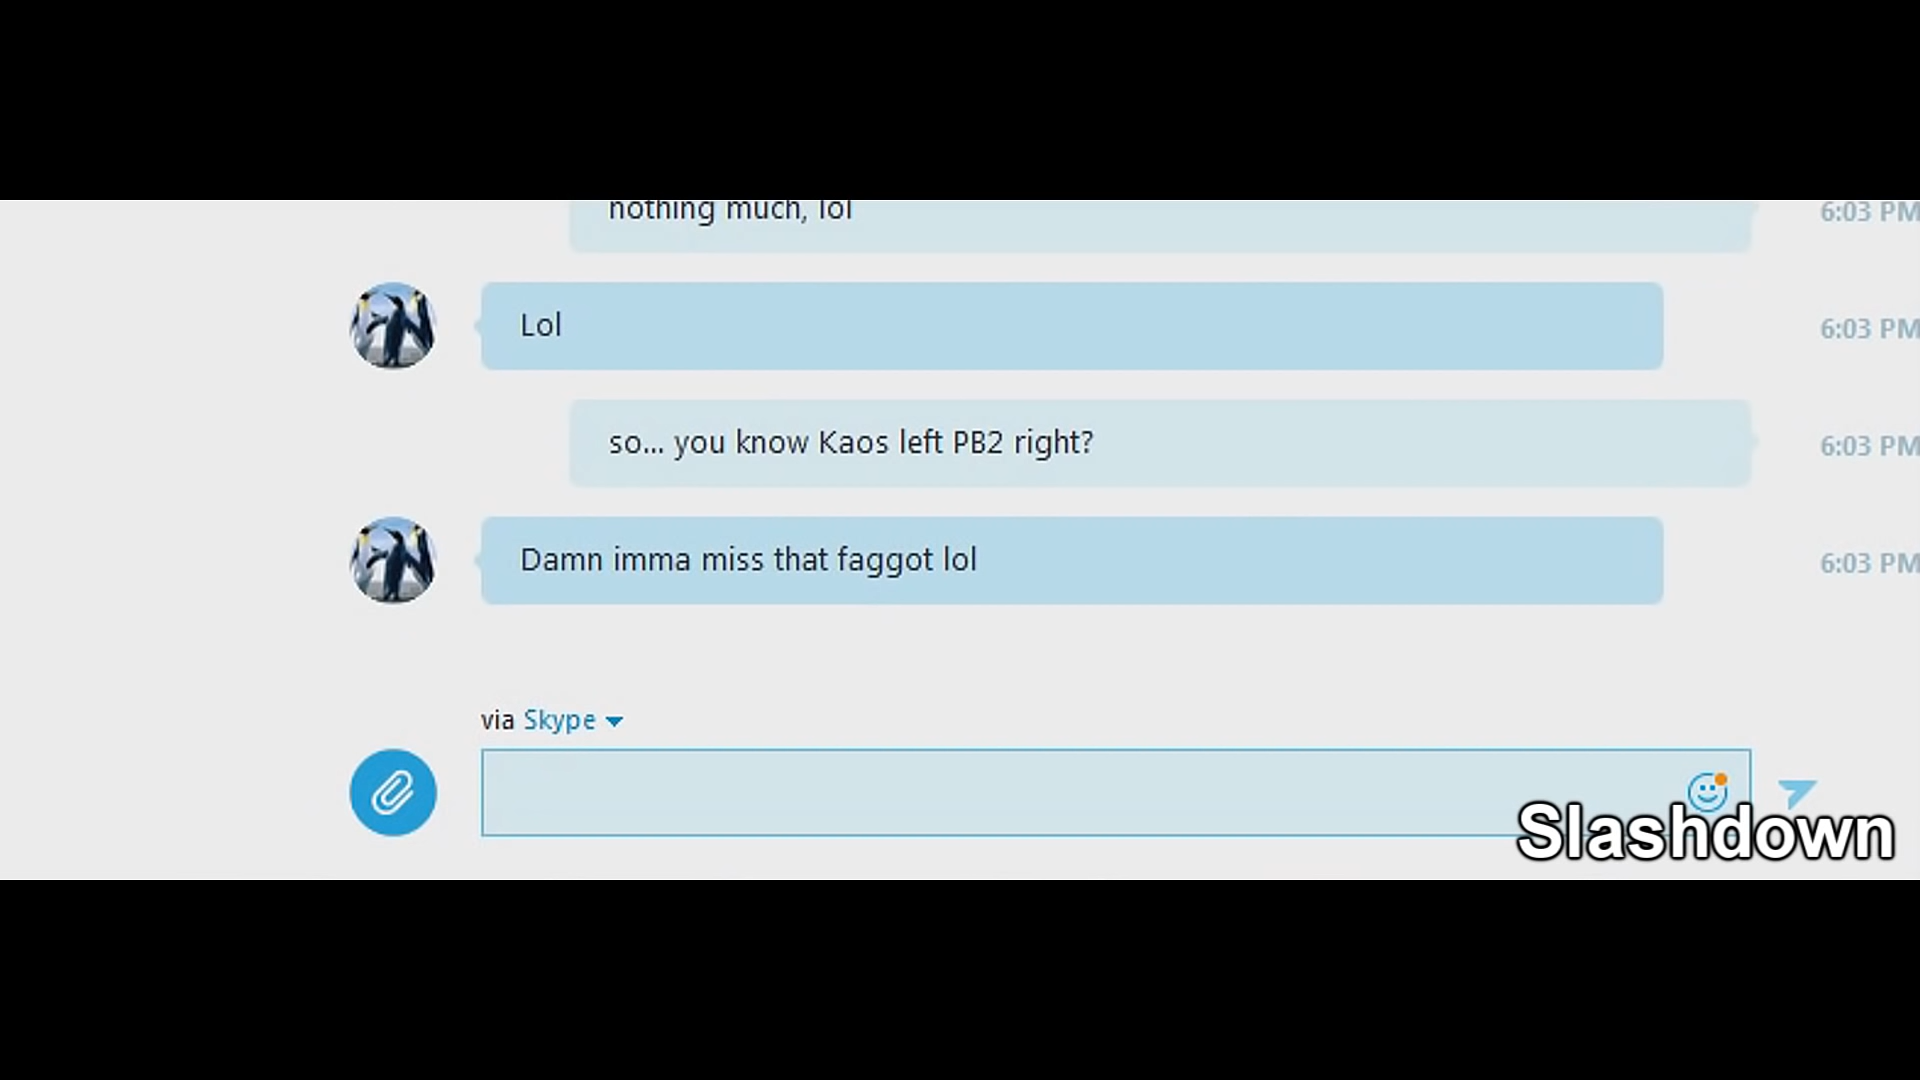 nothing much, lol
6:03 PM
Lol
6:03 PM
so... you know Kaos left PB2 right?
6:03 PM
Damn imma miss that faggot lol
6:03 PM
via Skype
Slashdown